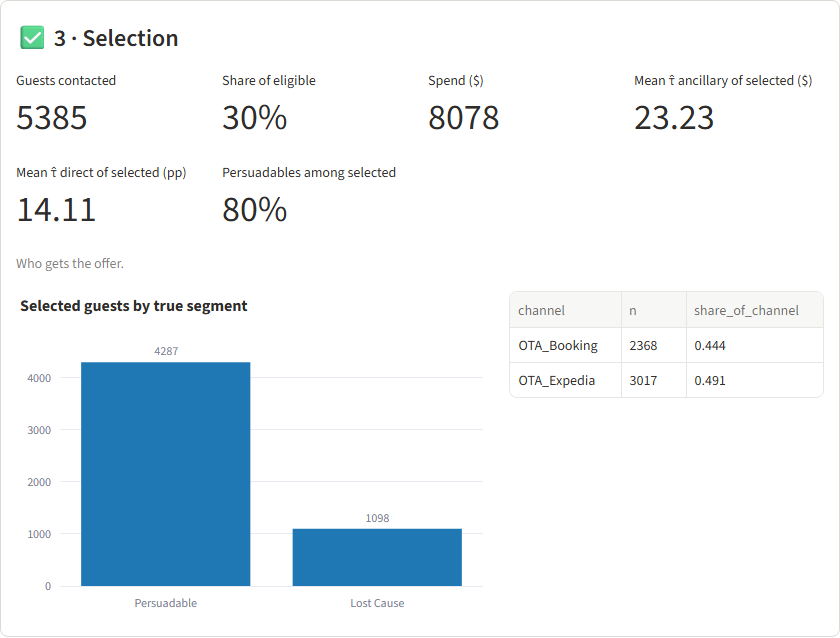 ✅ 3 · Selection
Guests contacted
5385
Share of eligible
30%
Spend ($)
8078
Mean τ̂ ancillary of selected ($)
23.23
Mean τ̂ direct of selected (pp)
14.11
Persuadables among selected
80%
Who gets the offer.
Selected guests by true segment
4287
4000
3000
2000
1098
1000
0
Persuadable
Lost Cause
channel n share_of_channel
OTA_Booking 2368 0.444
OTA_Expedia 3017 0.491